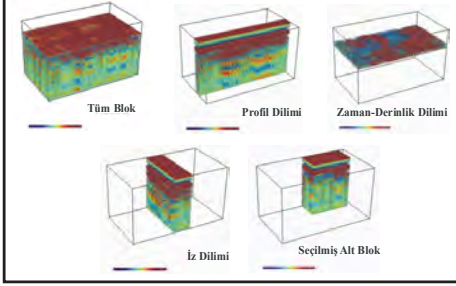 Tüm Blok
Profil Dilimi
Zaman-Derinlik Dilimi
İz Dilimi
Seçilmiş Alt Blok